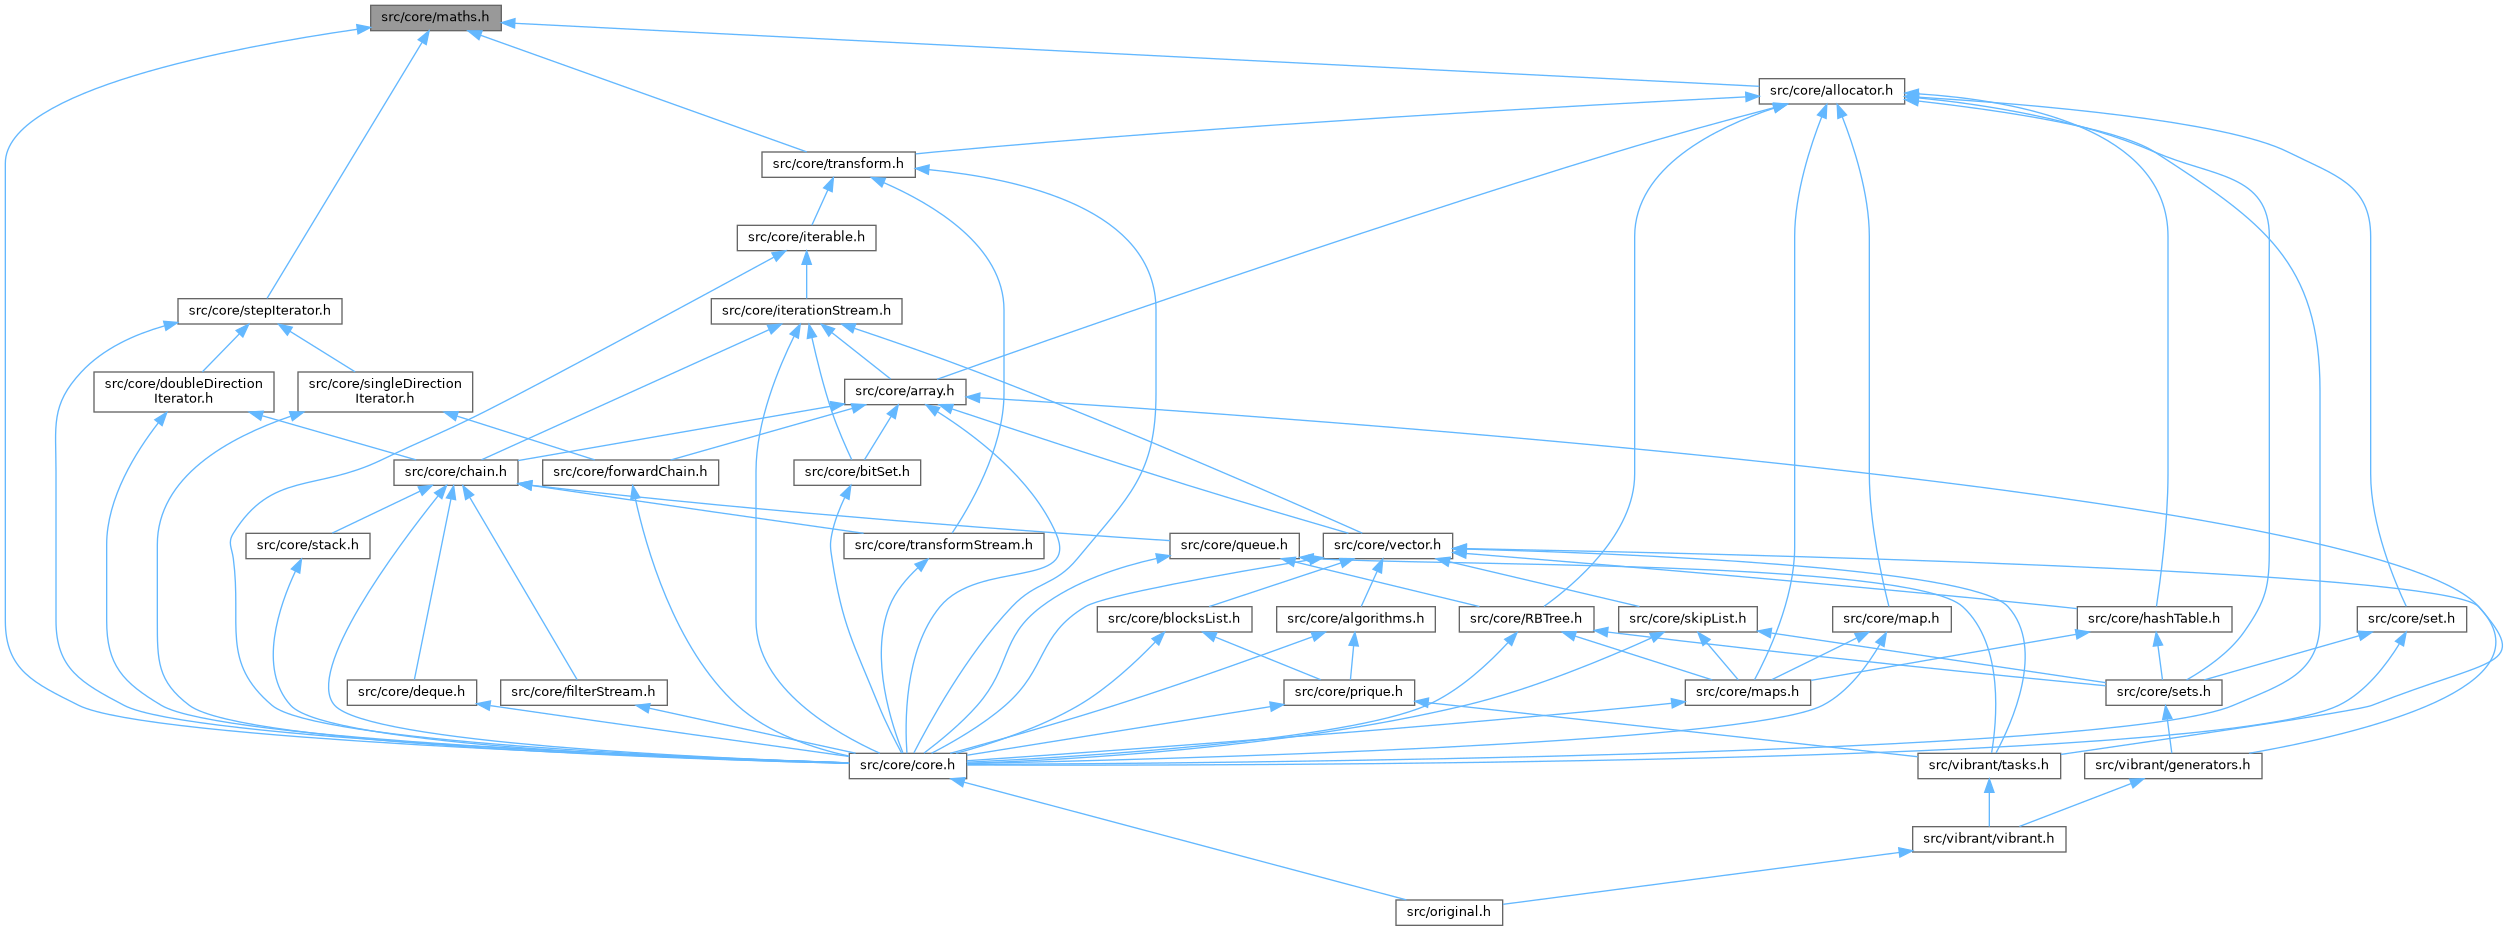 src/core/maths.h
src/core/allocator.h
src/core/transform.h
src/core/iterable.h
src/core/stepIterator.h
src/core/iterationStream.h
src/core/doubleDirection
Iterator.h
src/core/singleDirection
Iterator.h
src/core/array.h
src/core/chain.h
src/core/forwardChain.h
src/core/bitSet.h
src/core/stack.h
src/core/transformStream.h
src/core/queue.h
src/core/vector.h
src/core/blocksList.h
src/core/algorithms.h
src/core/RBTree.h
src/core/skipList.h
src/core/map.h
src/core/hashTable.h
src/core/set.h
src/core/deque.h
src/core/filterStream.h
src/core/prique.h
src/core/maps.h
src/core/sets.h
src/core/core.h
src/vibrant/tasks.h
src/vibrant/generators.h
src/vibrant/vibrant.h
src/original.h